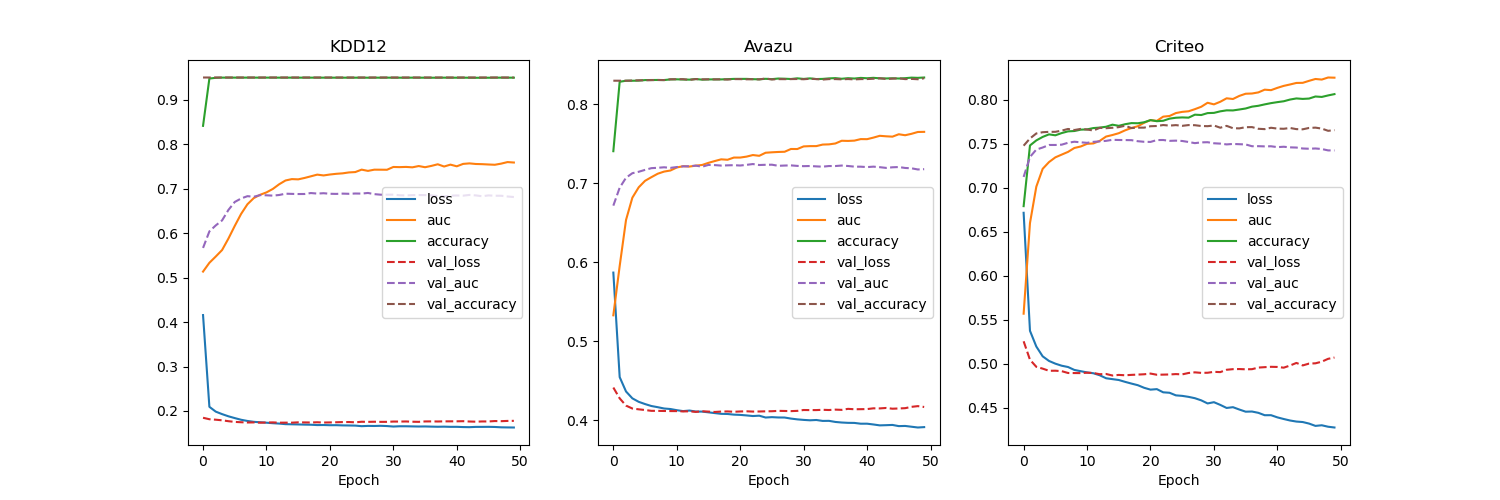 KDD12
0.9
0.8
0.7
0.6
0.5
0.4
0.3
0.2
0 10 20 30 40 50
Epoch
loss
auc
accuracy
val_loss
val_auc
val_accuracy
Avazu
0.8
0.7
0.6
0.5
0.4
0 10 20 30 40 50
Epoch
loss
auc
accuracy
val_loss
val_auc
val_accuracy
Criteo
0.80
0.75
0.70
0.65
0.60
0.55
0.50
0.45
0 10 20 30 40 50
Epoch
loss
auc
accuracy
val_loss
val_auc
val_accuracy